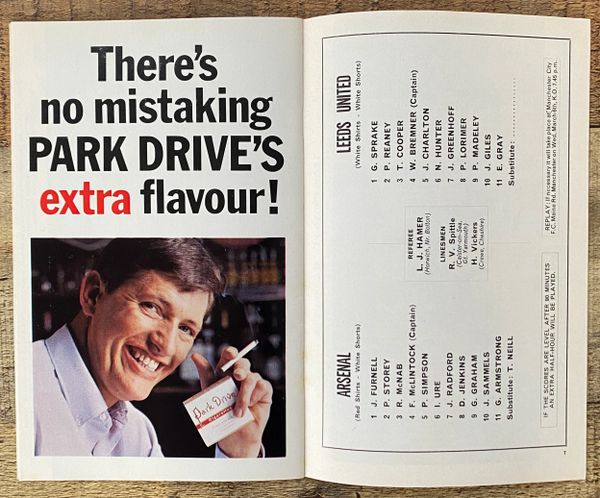 There's
no mistaking
PARK DRIVE'S
extra flavour!
Park Drive
ARSENAL
(Red Shirts - White Shorts)
1 J. FURNELL
2 P. STOREY
3 R. McNAB
4 F. McLINTOCK (Captain)
5 P. SIMPSON
6 I. URE
7 J. RADFORD
8 D. JENKINS
9 G. GRAHAM
10 J. SAMMELS
11 G. ARMSTRONG
Substitute: T. NEILL
REFEREE
L. J. HAMER
(Horwich, Nr. Bolton)
LINESMEN
R. V. Spittle
(Caister-on-Sea,
Gt. Yarmouth)
H. Vickers
(Crewe, Cheshire)
LEEDS UNITED
(White Shirts - White Shorts)
1 G. SPRAKE
2 P. REANEY
3 T. COOPER
4 W. BREMNER (Captain)
5 J. CHARLTON
6 N. HUNTER
7 J. GREENHOFF
8 P. LORIMER
9 P. MADELEY
10 J. GILES
11 E. GRAY
Substitute: ....................
IF THE SCORES ARE LEVEL AFTER 90 MINUTES
AN EXTRA HALF-HOUR WILL BE PLAYED.
REPLAY: (If necessary) it will take place at Manchester City
F.C. Maine Rd. Manchester on Wed., March 6th, K.O. 7.45 p.m.